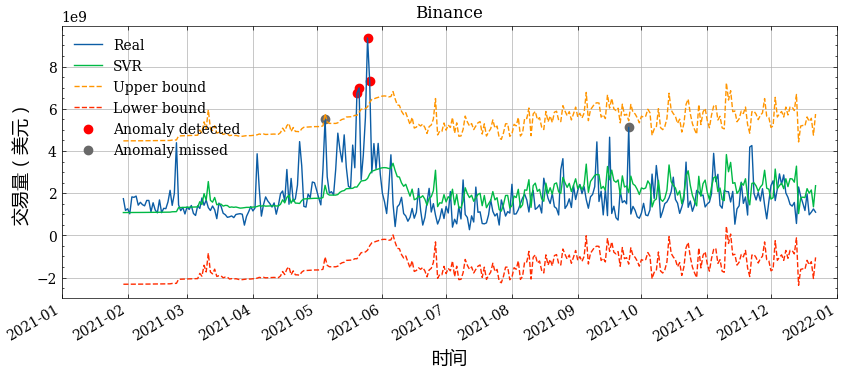 Binance
1e9
Real
SVR
Upper bound
Lower bound
Anomaly detected
Anomaly missed
8
6
4
2
0
−2
交易量（美元）
2021-01
2021-02
2021-03
2021-04
2021-05
2021-06
2021-07
2021-08
2021-09
2021-10
2021-11
2021-12
2022-01
时间